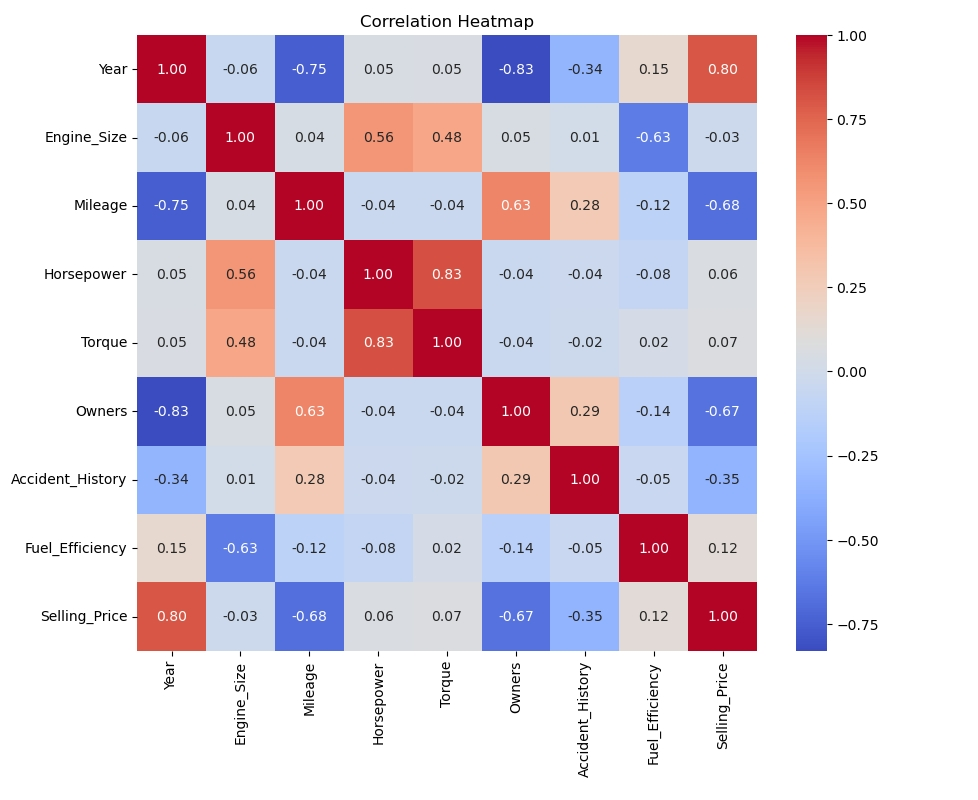 Correlation Heatmap
Year 1.00 -0.06 -0.75 0.05 0.05 -0.83 -0.34 0.15 0.80
Engine_Size -0.06 1.00 0.04 0.56 0.48 0.05 0.01 -0.63 -0.03
Mileage -0.75 0.04 1.00 -0.04 -0.04 0.63 0.28 -0.12 -0.68
Horsepower 0.05 0.56 -0.04 1.00 0.83 -0.04 -0.04 -0.08 0.06
Torque 0.05 0.48 -0.04 0.83 1.00 -0.04 -0.02 0.02 0.07
Owners -0.83 0.05 0.63 -0.04 -0.04 1.00 0.29 -0.14 -0.67
Accident_History -0.34 0.01 0.28 -0.04 -0.02 0.29 1.00 -0.05 -0.35
Fuel_Efficiency 0.15 -0.63 -0.12 -0.08 0.02 -0.14 -0.05 1.00 0.12
Selling_Price 0.80 -0.03 -0.68 0.06 0.07 -0.67 -0.35 0.12 1.00
Year
Engine_Size
Mileage
Horsepower
Torque
Owners
Accident_History
Fuel_Efficiency
Selling_Price
1.00
0.75
0.50
0.25
0.00
−0.25
−0.50
−0.75